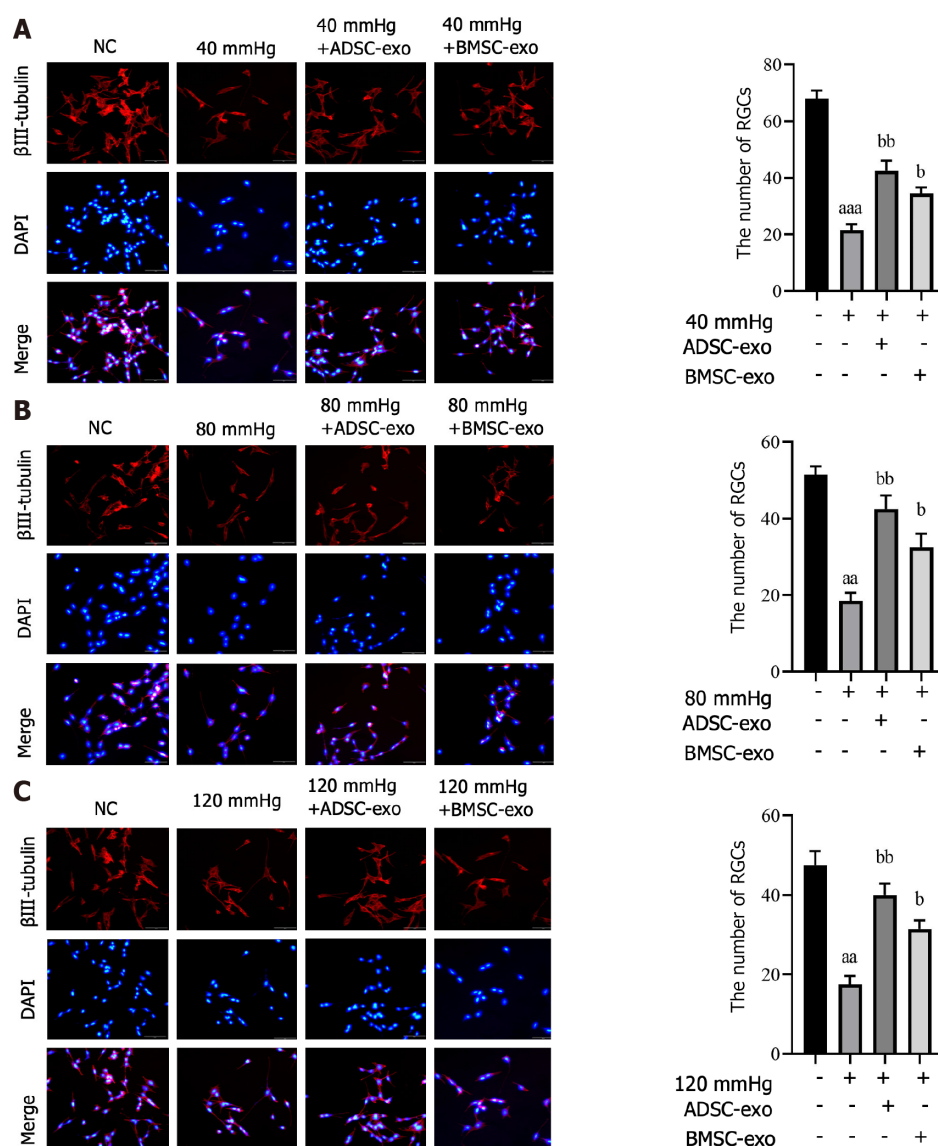 A
NC
40 mmHg
40 mmHg
+ADSC-exo
40 mmHg
+BMSC-exo
βIII-tubulin
DAPI
Merge
The number of RGCs
80
60
40
20
0
aaa
bb
b
40 mmHg - + + +
ADSC-exo - - + -
BMSC-exo - - - +
B
NC
80 mmHg
80 mmHg
+ADSC-exo
80 mmHg
+BMSC-exo
βIII-tubulin
DAPI
Merge
The number of RGCs
60
40
20
0
aa
bb
b
80 mmHg - + + +
ADSC-exo - - + -
BMSC-exo - - - +
C
NC
120 mmHg
120 mmHg
+ADSC-exo
120 mmHg
+BMSC-exo
βIII-tubulin
DAPI
Merge
The number of RGCs
60
40
20
0
aa
bb
b
120 mmHg - + + +
ADSC-exo - - + -
BMSC-exo - - - +